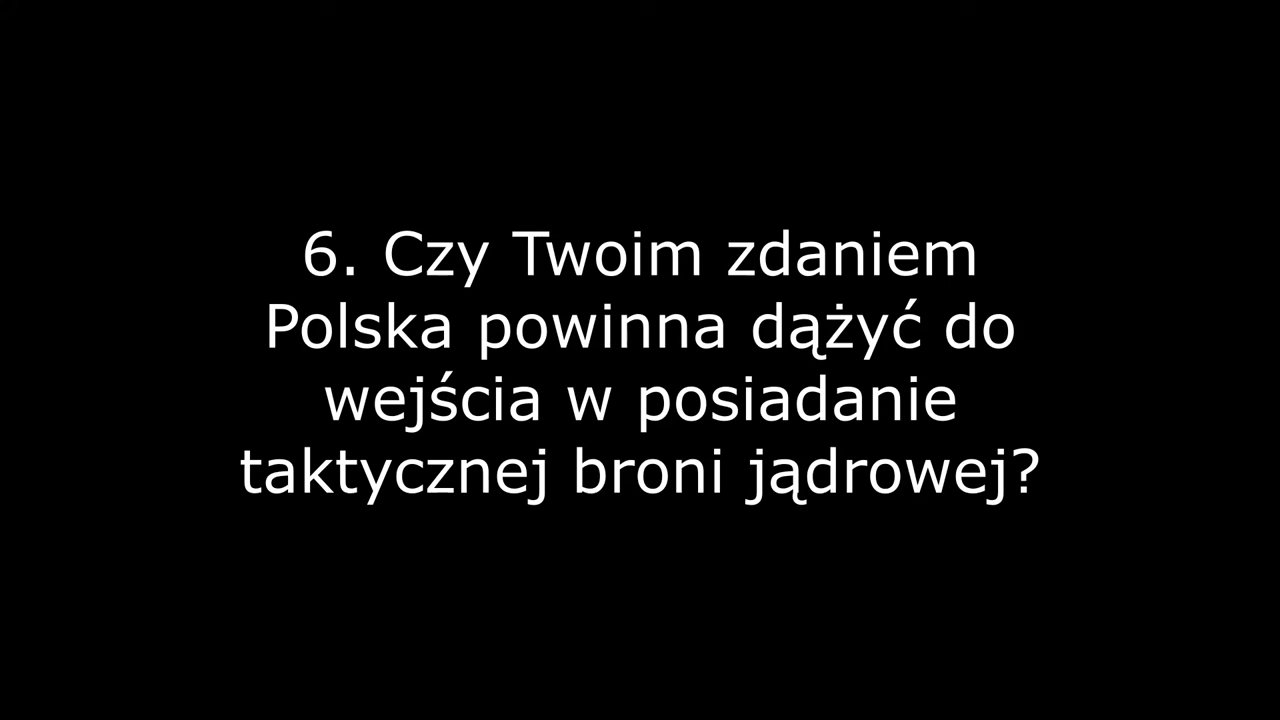 6. Czy Twoim zdaniem
Polska powinna dążyć do
wejścia w posiadanie
taktycznej broni jądrowej?